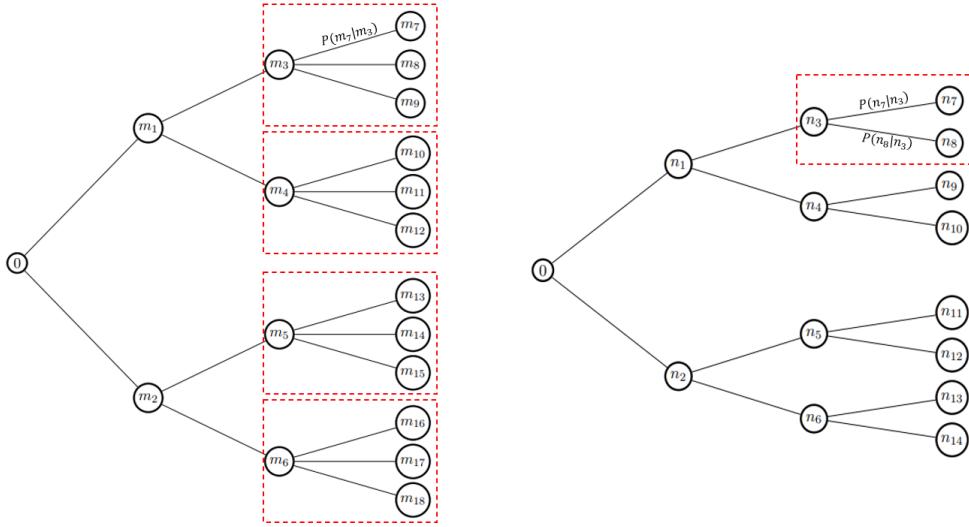 m₇
P(m₇|m₃)
m₃
m₈
m₉
m₁
m₁₀
m₄
m₁₁
m₁₂
0
m₁₃
m₅
m₁₄
m₁₅
m₂
m₁₆
m₆
m₁₇
m₁₈
n₇
P(n₇|n₃)
n₃
P(n₈|n₃)
n₈
n₁
n₉
n₄
n₁₀
0
n₁₁
n₅
n₁₂
n₂
n₁₃
n₆
n₁₄